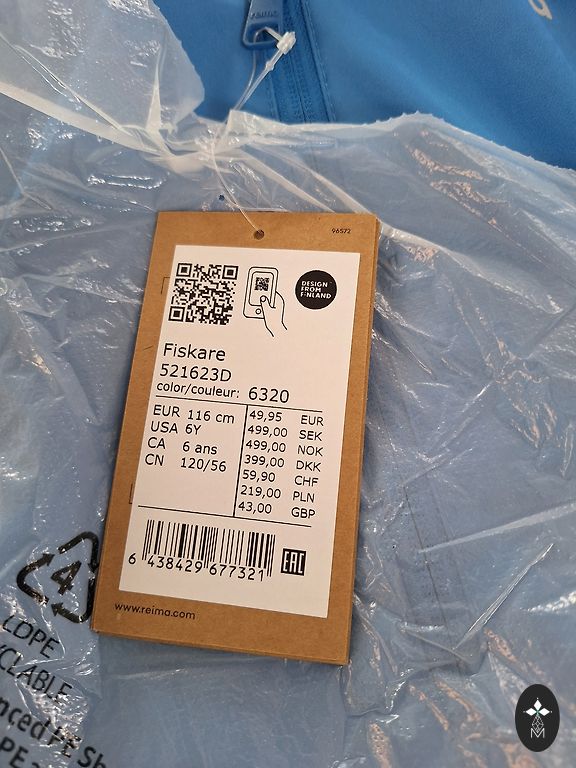 reima
96572
DESIGN
FROM
FINLAND
Fiskare
521623D
color/couleur: 6320
EUR 116 cm
USA 6Y
CA 6 ans
CN 120/56
49,95 EUR
499,00 SEK
499,00 NOK
399,00 DKK
59,90 CHF
219,00 PLN
43,00 GBP
6 438429 677321
EAC
www.reima.com
4
LDPE
M